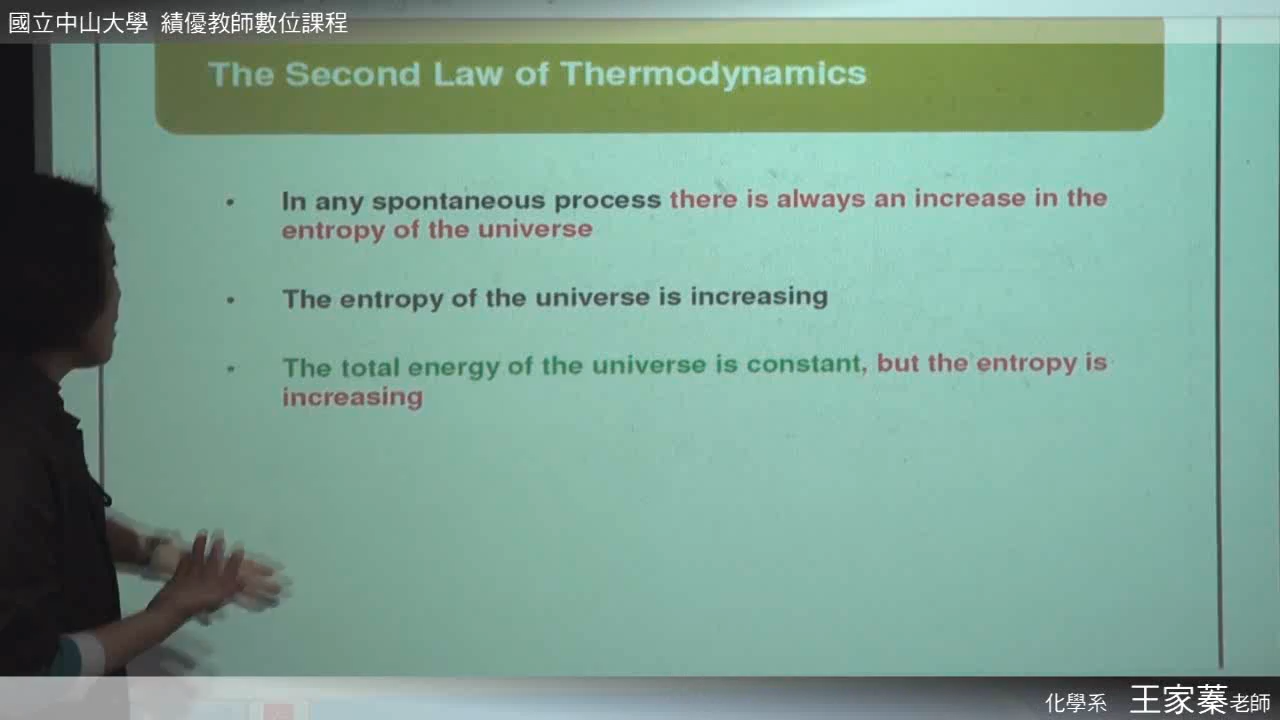 國立中山大學 績優教師數位課程
The Second Law of Thermodynamics
• In any spontaneous process there is always an increase in the
entropy of the universe
• The entropy of the universe is increasing
• The total energy of the universe is constant, but the entropy is
increasing
化學系 王家蓁老師